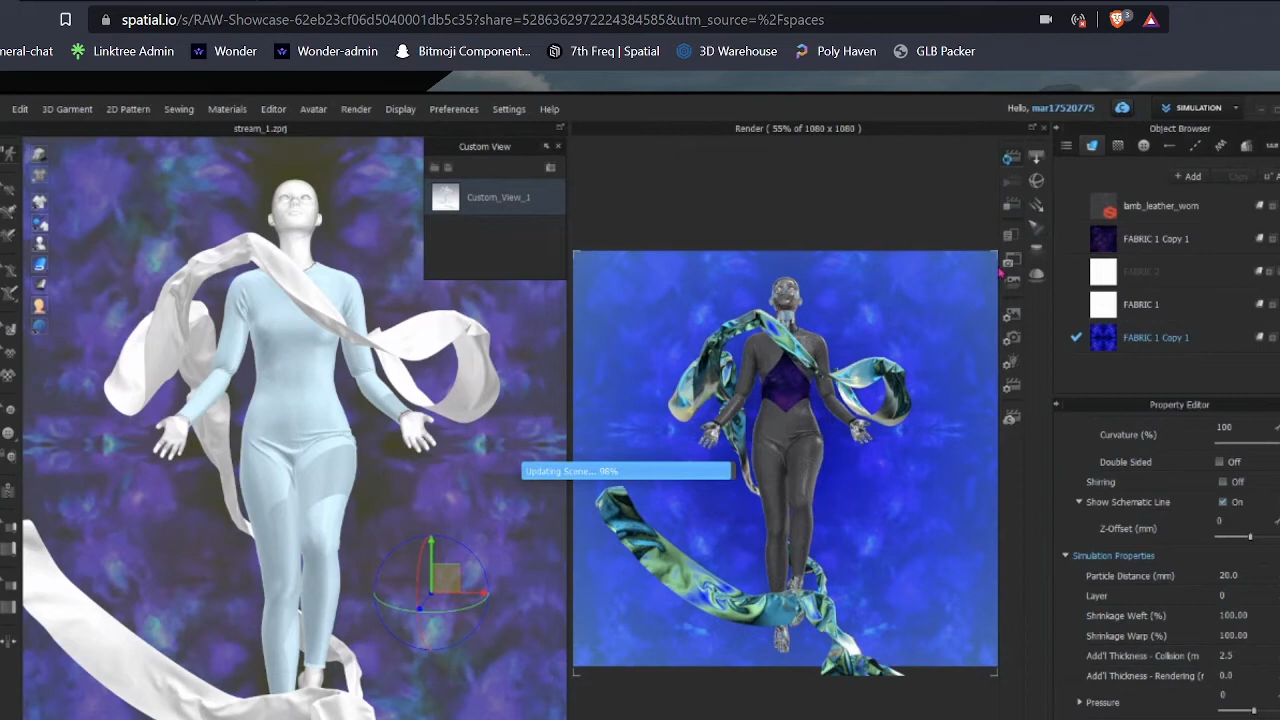 spatial.io/s/RAW-Showcase-62eb23cf06d5040001db5c35?share=5286362972224384585&utm_source=%2Fspaces
3
neral-chat Linktree Admin Wonder Wonder-admin Bitmoji Component... 7th Freq | Spatial 3D Warehouse Poly Haven GLB Packer
Edit 3D Garment 2D Pattern Sewing Materials Editor Avatar Render Display Preferences Settings Help
Hello, mar17520775 SIMULATION
stream_1.zprj
Render ( 55% of 1080 x 1080 )
Object Browser
Custom View
Custom_View_1
+ Add Copy
lamb_leather_worn
FABRIC 1 Copy 1
FABRIC 2
FABRIC 1
FABRIC 1 Copy 1
Updating Scene... 98%
Property Editor
Curvature (%) 100
Double Sided Off
Shirring Off
Show Schematic Line On
Z-Offset (mm) 0
Simulation Properties
Particle Distance (mm) 20.0
Layer 0
Shrinkage Weft (%) 100.00
Shrinkage Warp (%) 100.00
Add'l Thickness - Collision (m 2.5
Add'l Thickness - Rendering (r 0.0
Pressure 0